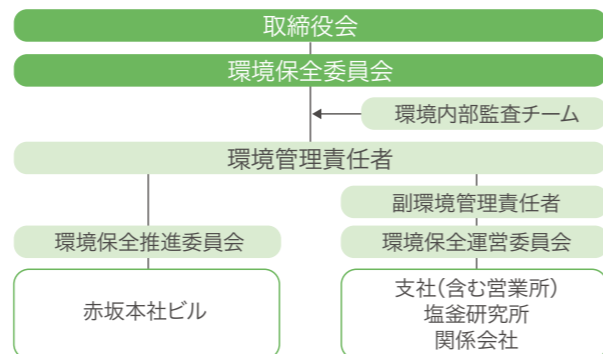 取締役会
環境保全委員会
環境内部監査チーム
環境管理責任者
副環境管理責任者
環境保全推進委員会
環境保全運営委員会
赤坂本社ビル
支社(含む営業所)
塩釜研究所
関係会社